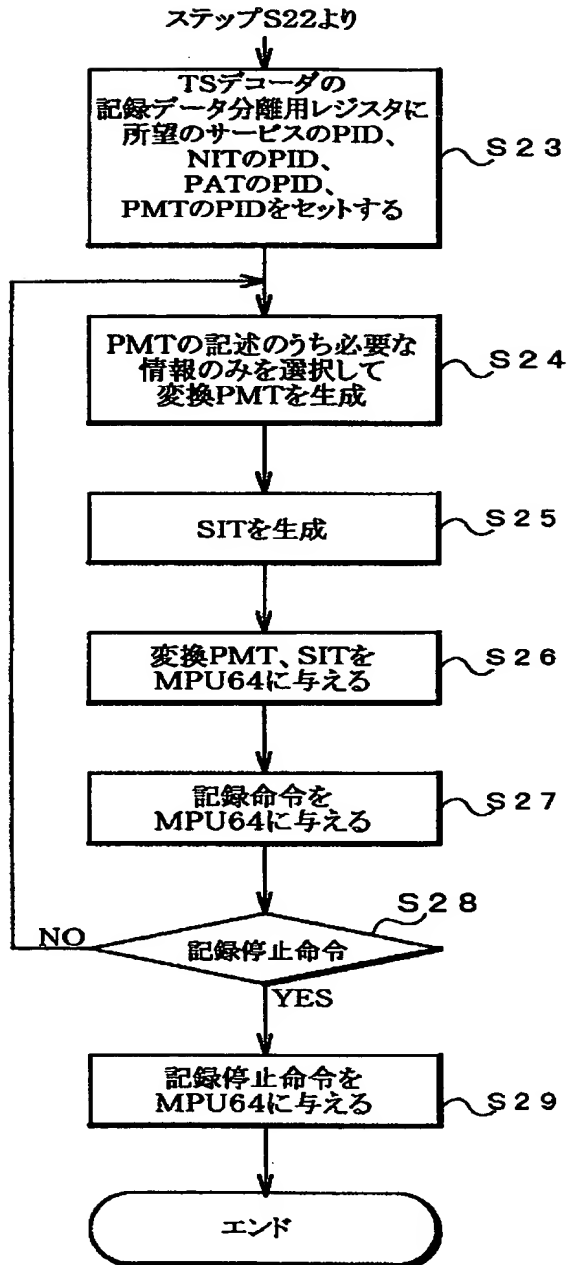 ステップS22より
TSデコーダの
記録データ分離用レジスタに
所望のサービスのPID、
NITのPID、
PATのPID、
PMTのPIDをセットする
S23
PMTの記述のうち必要な
情報のみを選択して
変換PMTを生成
S24
SITを生成
S25
変換PMT、SITを
MPU64に与える
S26
記録命令を
MPU64に与える
S27
S28
記録停止命令
NO
YES
記録停止命令を
MPU64に与える
S29
エンド